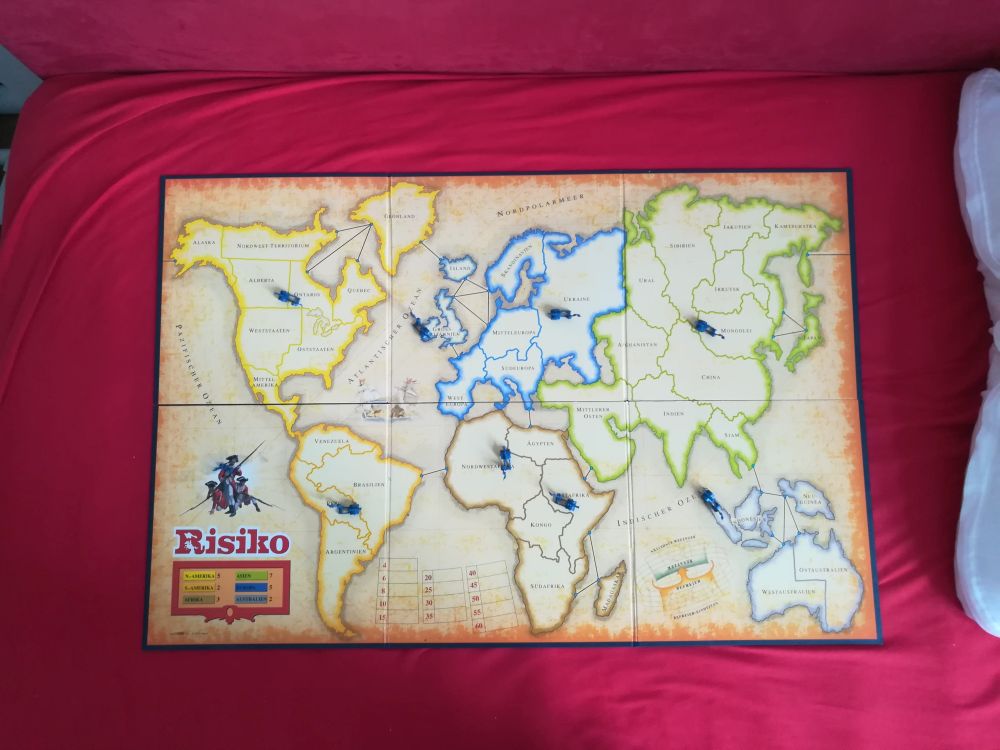 NORDPOLARMEER
GRÖNLAND
ALASKA
NORDWEST-TERRITORIUM
ALBERTA
ONTARIO
QUEBEC
WESTSTAATEN
OSTSTAATEN
MITTEL
AMERIKA
PAZIFISCHER OZEAN
ATLANTISCHER OZEAN
ISLAND
SKANDINAVIEN
UKRAINE
MITTELEUROPA
SÜDEUROPA
WEST
EUROPA
URAL
SIBIRIEN
JAKUTIEN
KAMTSCHATKA
IRKUTSK
MONGOLEI
JAPAN
AFGHANISTAN
CHINA
MITTLERER
OSTEN
INDIEN
SIAM
VENEZUELA
BRASILIEN
ARGENTINIEN
ÄGYPTEN
KONGO
SÜDAFRIKA
MADAGASKAR
INDISCHER OZEAN
INDONESIEN
NEU-
GUINEA
WESTAUSTRALIEN
OSTAUSTRALIEN
Risiko
N.-AMERIKA 5 ASIEN 7
S.-AMERIKA 2 EUROPA 5
AFRIKA 3 AUSTRALIEN 2
4 20 40
6 25 45
8 30 50
10 35 55
15 60